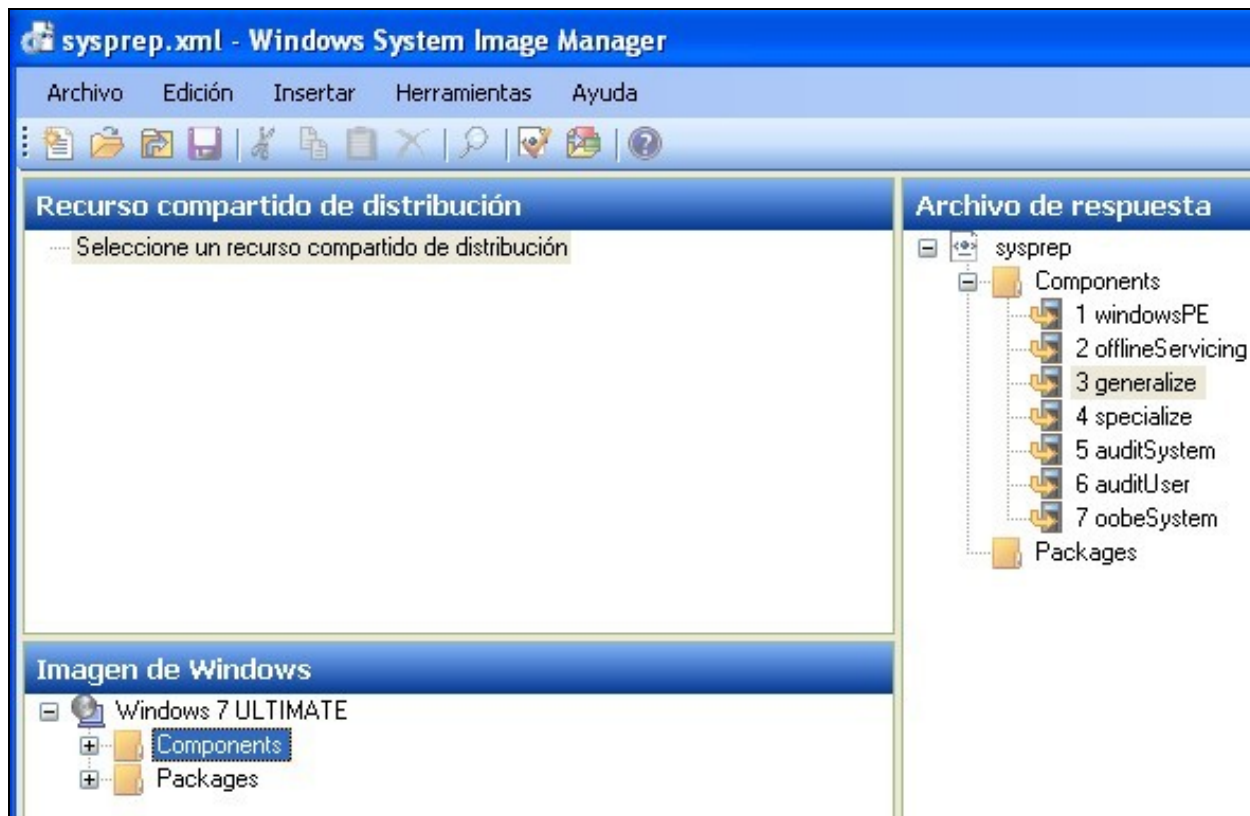 sysprep.xml - Windows System Image Manager
Archivo Edición Insertar Herramientas Ayuda
Recurso compartido de distribución
Seleccione un recurso compartido de distribución
Imagen de Windows
Windows 7 ULTIMATE
Components
Packages
Archivo de respuesta
sysprep
Components
1 windowsPE
2 offlineServicing
3 generalize
4 specialize
5 auditSystem
6 auditUser
7 oobeSystem
Packages